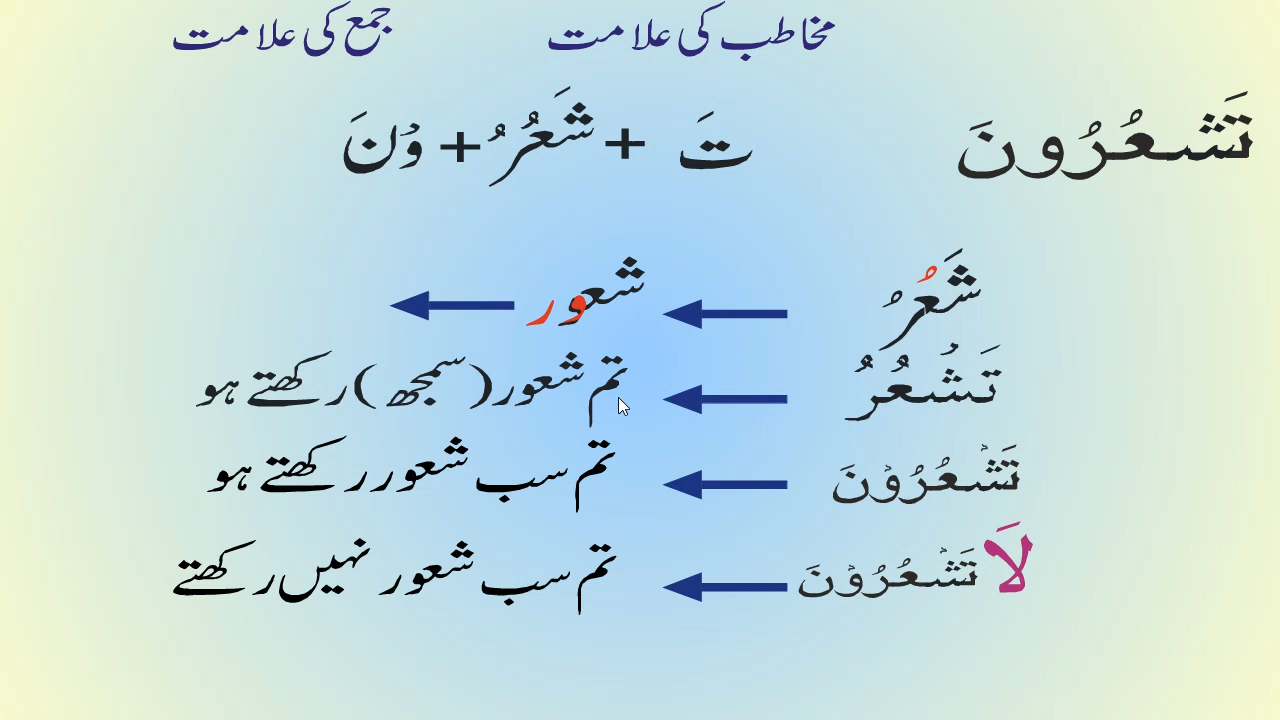 مخاطب کی علامت جمع کی علامت
تَشعُرُونَ تَ + شَعُرُ + وْنَ
شَعُرُ شعور
تَشْعُرُ تم شعور (سمجھ) رکھتے ہو
تَشْعُرُوْنَ تم سب شعور رکھتے ہو
لَا تَشْعُرُوْنَ تم سب شعور نہیں رکھتے